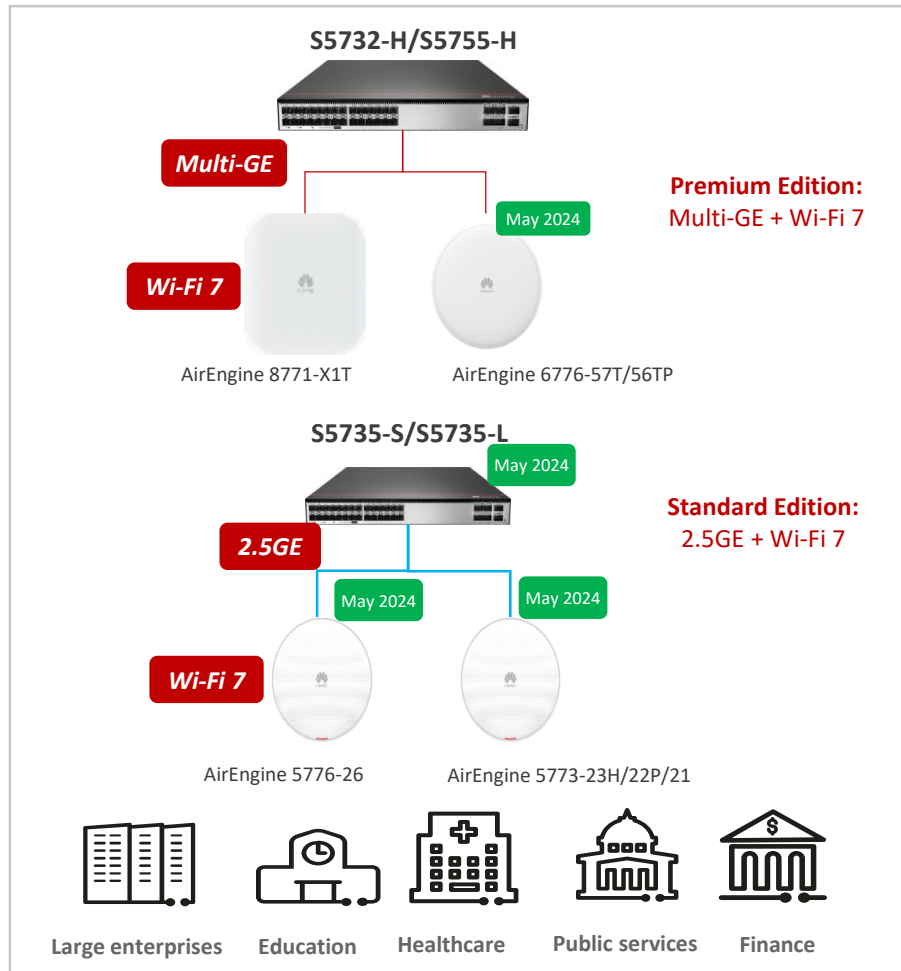 S5732-H/S5755-H
Multi-GE
Premium Edition:
Multi-GE + Wi-Fi 7
May 2024
Wi-Fi 7
AirEngine 8771-X1T
AirEngine 6776-57T/56TP
S5735-S/S5735-L
May 2024
Standard Edition:
2.5GE + Wi-Fi 7
2.5GE
May 2024
May 2024
Wi-Fi 7
AirEngine 5776-26
AirEngine 5773-23H/22P/21
$
Large enterprises
Education
Healthcare
Public services
Finance